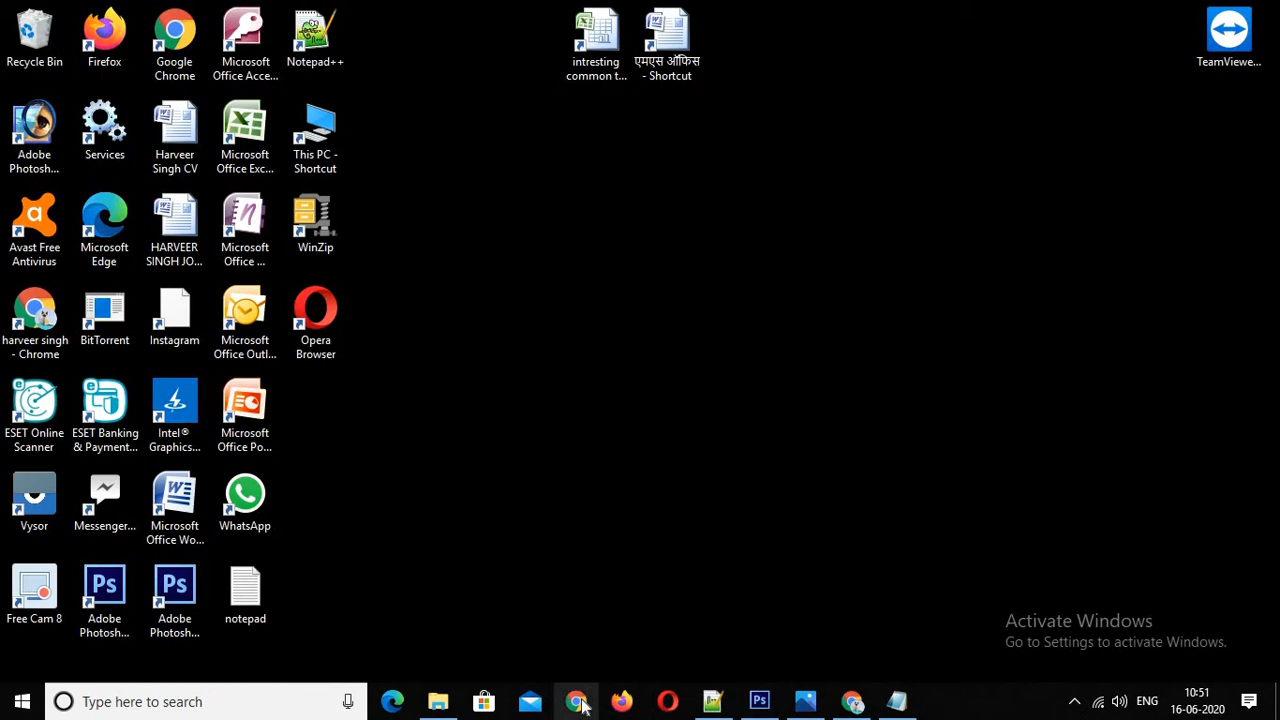 Recycle Bin
Firefox
Google
Chrome
Microsoft
Office Acce...
Notepad++
intresting
common t...
एमएस ऑफिस
- Shortcut
TeamViewe...
Adobe
Photosh...
Services
Harveer
Singh CV
Microsoft
Office Exc...
This PC -
Shortcut
Avast Free
Antivirus
Microsoft
Edge
HARVEER
SINGH JO...
Microsoft
Office ...
WinZip
harveer singh
- Chrome
BitTorrent
Instagram
Microsoft
Office Outl...
Opera
Browser
ESET Online
Scanner
ESET Banking
& Payment...
Intel®
Graphics...
Microsoft
Office Po...
Vysor
Messenger...
Microsoft
Office Wo...
WhatsApp
Free Cam 8
Ps
Adobe
Photosh...
Ps
Adobe
Photosh...
notepad
Activate Windows
Go to Settings to activate Windows.
Type here to search
Ps
ENG
10:51
16-06-2020